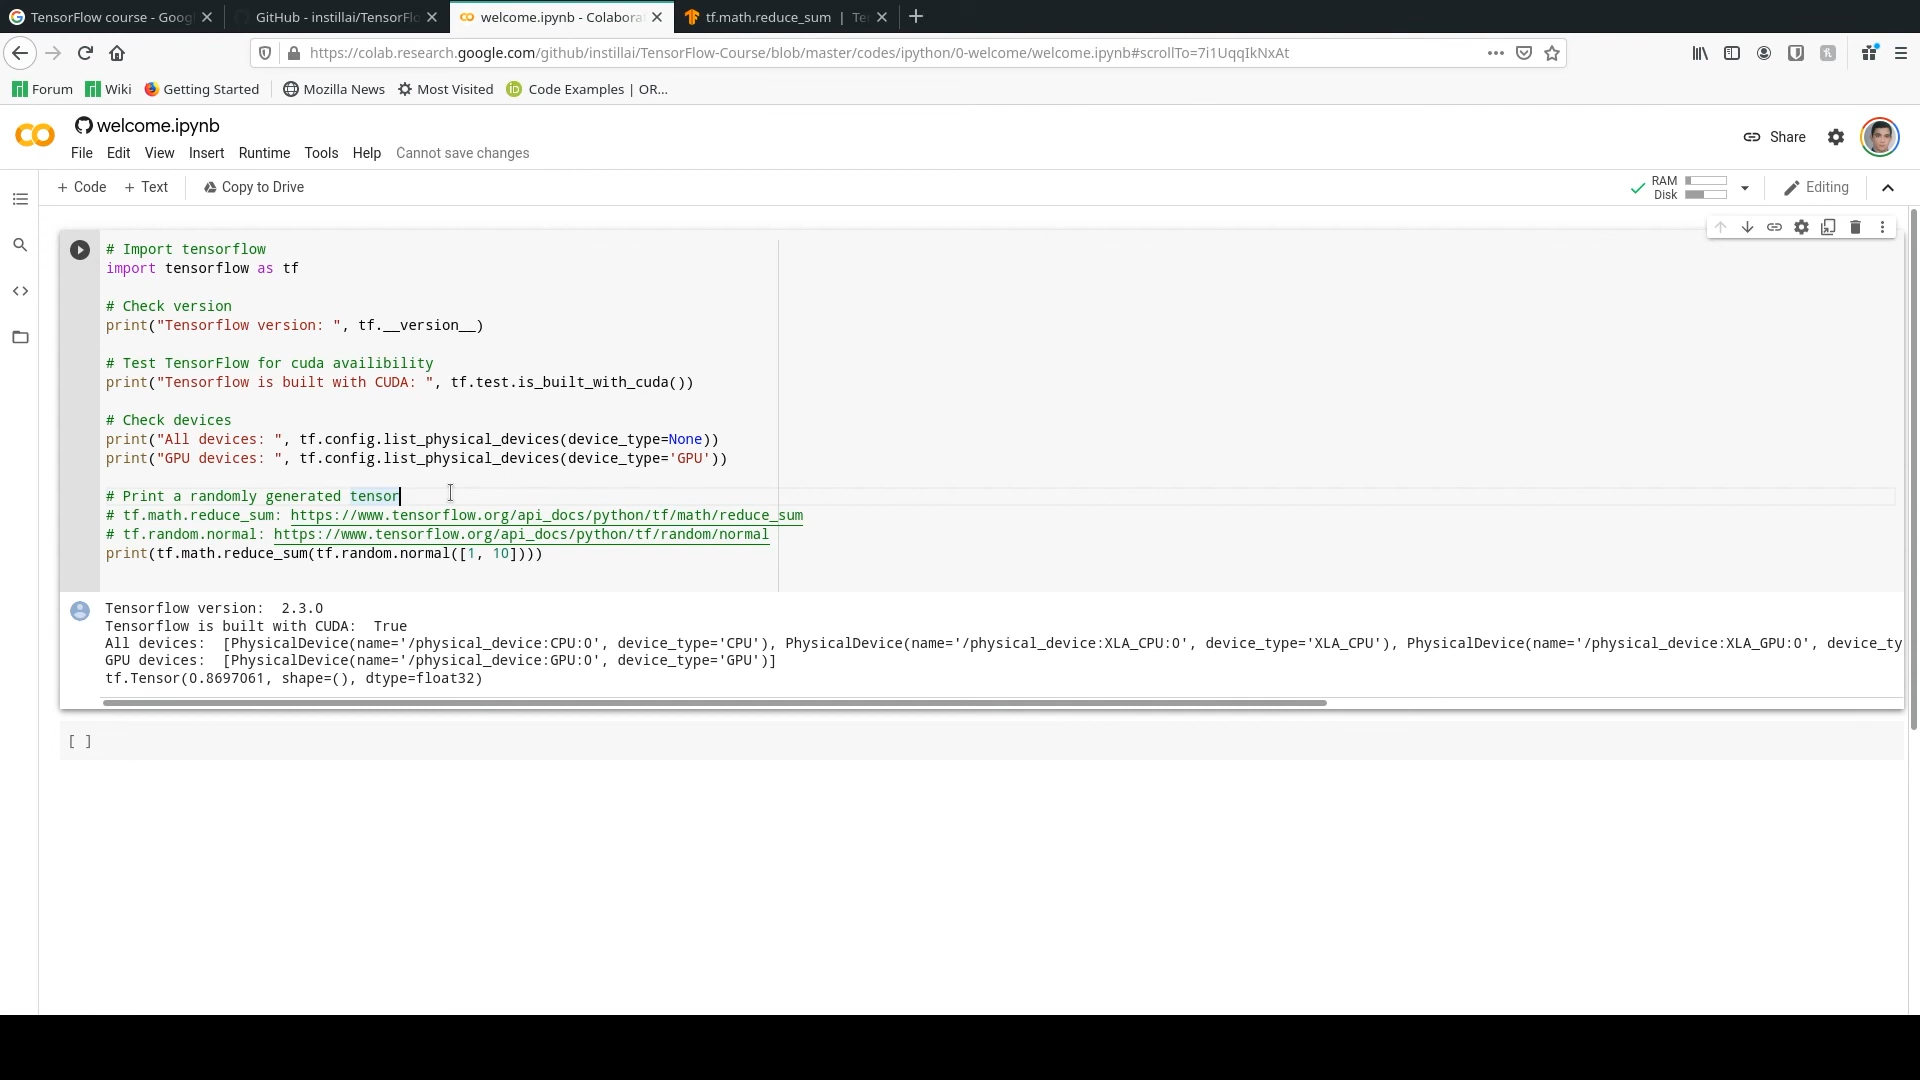 TensorFlow course - Goog
GitHub - instillai/TensorFlo
welcome.ipynb - Colabora
tf.math.reduce_sum | Te
https://colab.research.google.com/github/instillai/TensorFlow-Course/blob/master/codes/ipython/0-welcome/welcome.ipynb#scrollTo=7i1UqqIkNxAt
Forum Wiki Getting Started Mozilla News Most Visited Code Examples | OR...
welcome.ipynb
Share
File Edit View Insert Runtime Tools Help Cannot save changes
+ Code + Text Copy to Drive
RAM
Disk
Editing
# Import tensorflow
import tensorflow as tf
# Check version
print("Tensorflow version: ", tf.__version__)
# Test TensorFlow for cuda availibility
print("Tensorflow is built with CUDA: ", tf.test.is_built_with_cuda())
# Check devices
print("All devices: ", tf.config.list_physical_devices(device_type=None))
print("GPU devices: ", tf.config.list_physical_devices(device_type='GPU'))
# Print a randomly generated tensor
# tf.math.reduce_sum: https://www.tensorflow.org/api_docs/python/tf/math/reduce_sum
# tf.random.normal: https://www.tensorflow.org/api_docs/python/tf/random/normal
print(tf.math.reduce_sum(tf.random.normal([1, 10])))
Tensorflow version:  2.3.0
Tensorflow is built with CUDA:  True
All devices:  [PhysicalDevice(name='/physical_device:CPU:0', device_type='CPU'), PhysicalDevice(name='/physical_device:XLA_CPU:0', device_type='XLA_CPU'), PhysicalDevice(name='/physical_device:XLA_GPU:0', device_ty
GPU devices:  [PhysicalDevice(name='/physical_device:GPU:0', device_type='GPU')]
tf.Tensor(0.8697061, shape=(), dtype=float32)
[ ]